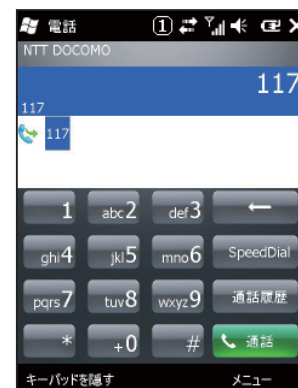 電話 1
NTT DOCOMO
117
117
117
1 abc2 def3 ←
ghi4 jkl5 mno6 SpeedDial
pqrs7 tuv8 wxyz9 通話履歴
* +0 # 通話
キーパッドを隠す メニュー